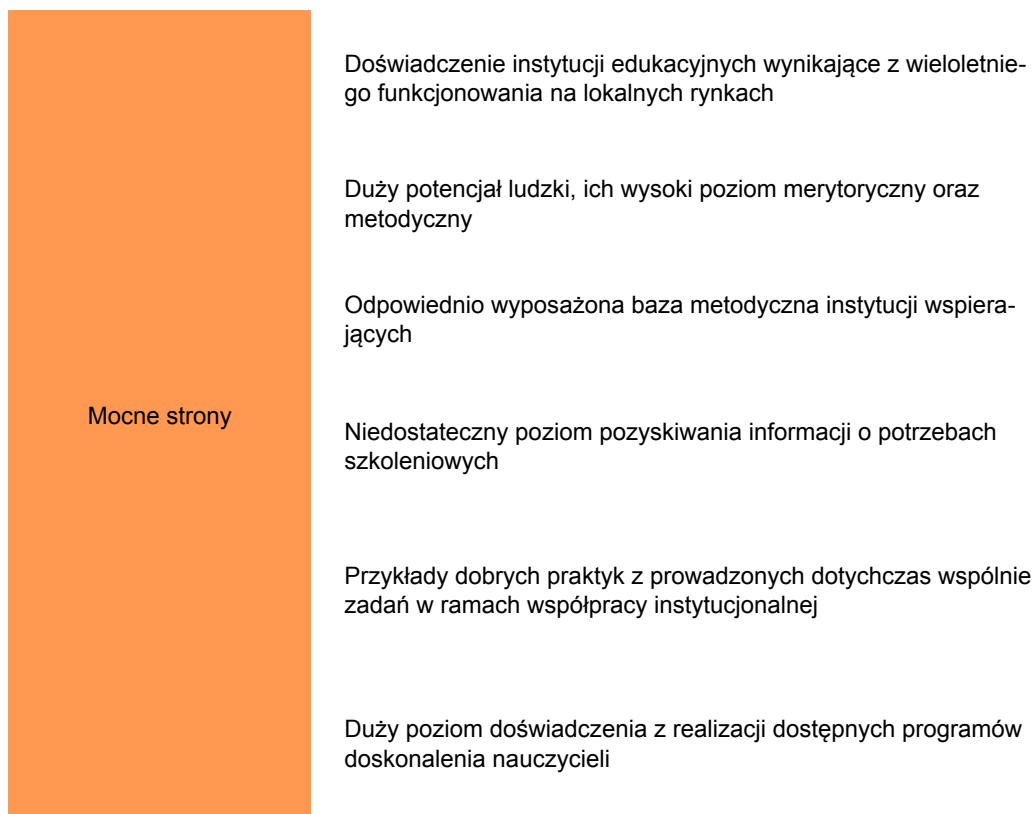 Doświadczenie instytucji edukacyjnych wynikające z wieloletnie-
go funkcjonowania na lokalnych rynkach
Duży potencjał ludzki, ich wysoki poziom merytoryczny oraz
metodyczny
Odpowiednio wyposażona baza metodyczna instytucji wspiera-
jących
Mocne strony
Niedostateczny poziom pozyskiwania informacji o potrzebach
szkoleniowych
Przykłady dobrych praktyk z prowadzonych dotychczas wspólnie
zadań w ramach współpracy instytucjonalnej
Duży poziom doświadczenia z realizacji dostępnych programów
doskonalenia nauczycieli